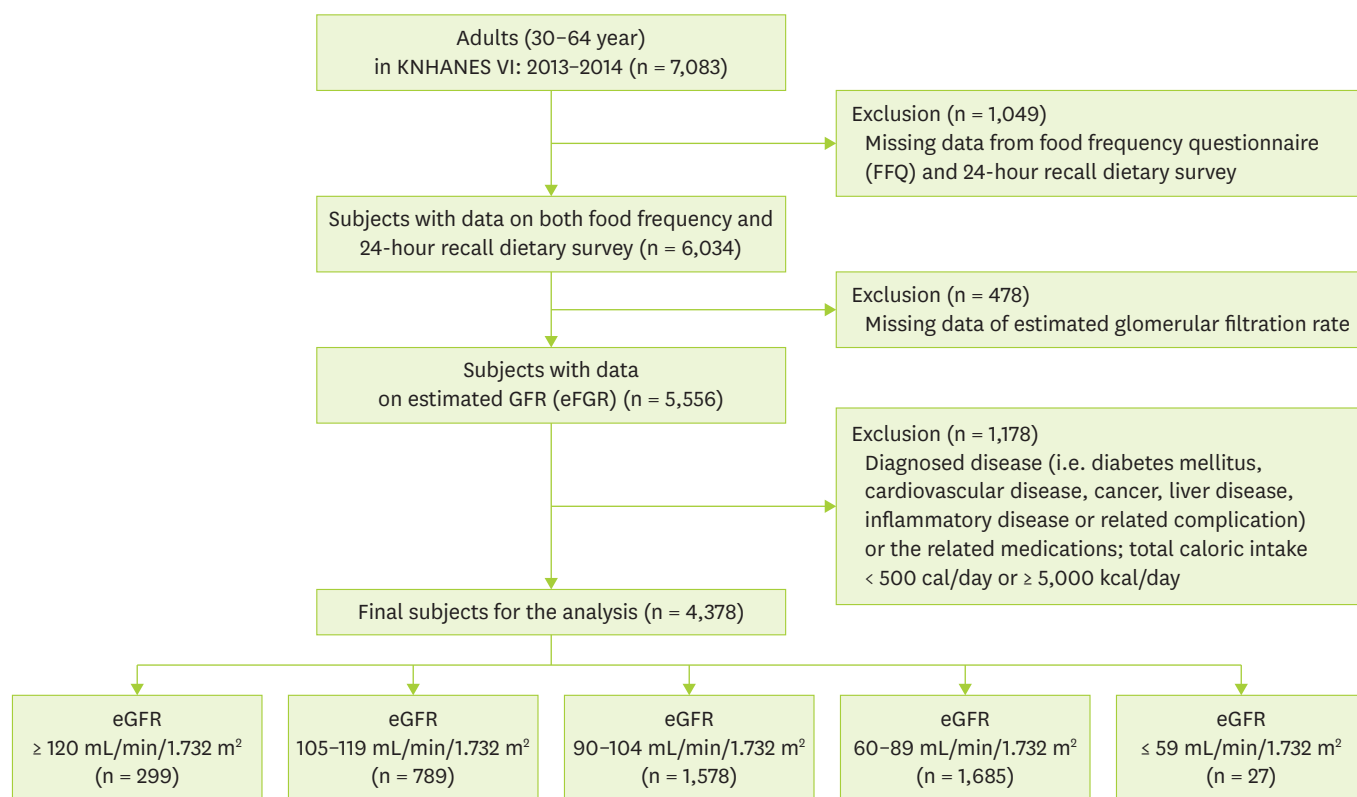 Adults (30–64 year)
in KNHANES VI: 2013–2014 (n = 7,083)
Exclusion (n = 1,049)
Missing data from food frequency questionnaire
(FFQ) and 24-hour recall dietary survey
Subjects with data on both food frequency and
24-hour recall dietary survey (n = 6,034)
Exclusion (n = 478)
Missing data of estimated glomerular filtration rate
Subjects with data
on estimated GFR (eFGR) (n = 5,556)
Exclusion (n = 1,178)
Diagnosed disease (i.e. diabetes mellitus,
cardiovascular disease, cancer, liver disease,
inflammatory disease or related complication)
or the related medications; total caloric intake
< 500 cal/day or ≥ 5,000 kcal/day
Final subjects for the analysis (n = 4,378)
eGFR
≥ 120 mL/min/1.732 m²
(n = 299)
eGFR
105–119 mL/min/1.732 m²
(n = 789)
eGFR
90–104 mL/min/1.732 m²
(n = 1,578)
eGFR
60–89 mL/min/1.732 m²
(n = 1,685)
eGFR
≤ 59 mL/min/1.732 m²
(n = 27)